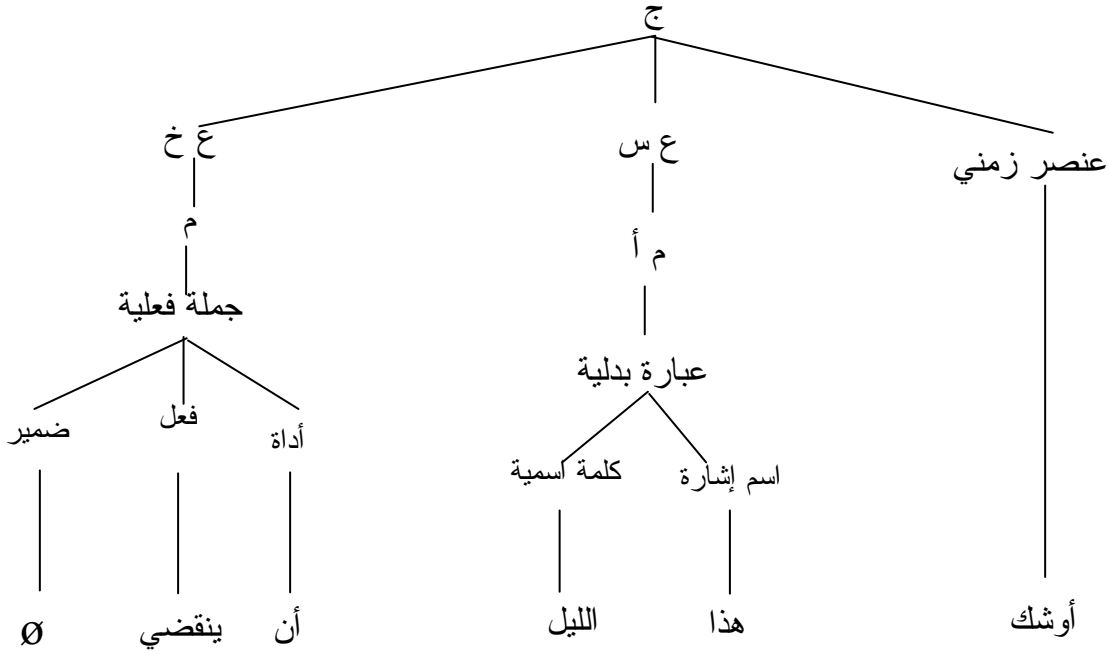 ج
عنصر زمني
ع س
ع خ
م أ
م
عبارة بدلية
جملة فعلية
اسم إشارة
كلمة اسمية
أداة
فعل
ضمير
أوشك
هذا
الليل
أن
ينقضي
Ø